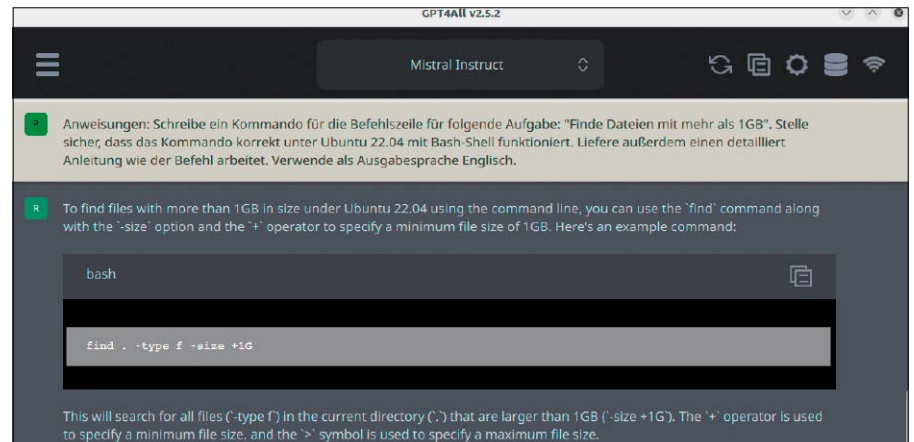 GPT4All v2.5.2
Mistral Instruct
P
Anweisungen: Schreibe ein Kommando für die Befehlszeile für folgende Aufgabe: "Finde Dateien mit mehr als 1GB". Stelle
sicher, dass das Kommando korrekt unter Ubuntu 22.04 mit Bash-Shell funktioniert. Liefere außerdem einen detailliert
Anleitung wie der Befehl arbeitet. Verwende als Ausgabesprache Englisch.
R
To find files with more than 1GB in size under Ubuntu 22.04 using the command line, you can use the `find` command along
with the `-size` option and the `+` operator to specify a minimum file size of 1GB. Here's an example command:
bash
find . -type f -size +1G
This will search for all files (`-type f`) in the current directory (`.`) that are larger than 1GB (`-size +1G`). The `+` operator is used
to specify a minimum file size, and the `>` symbol is used to specify a maximum file size.